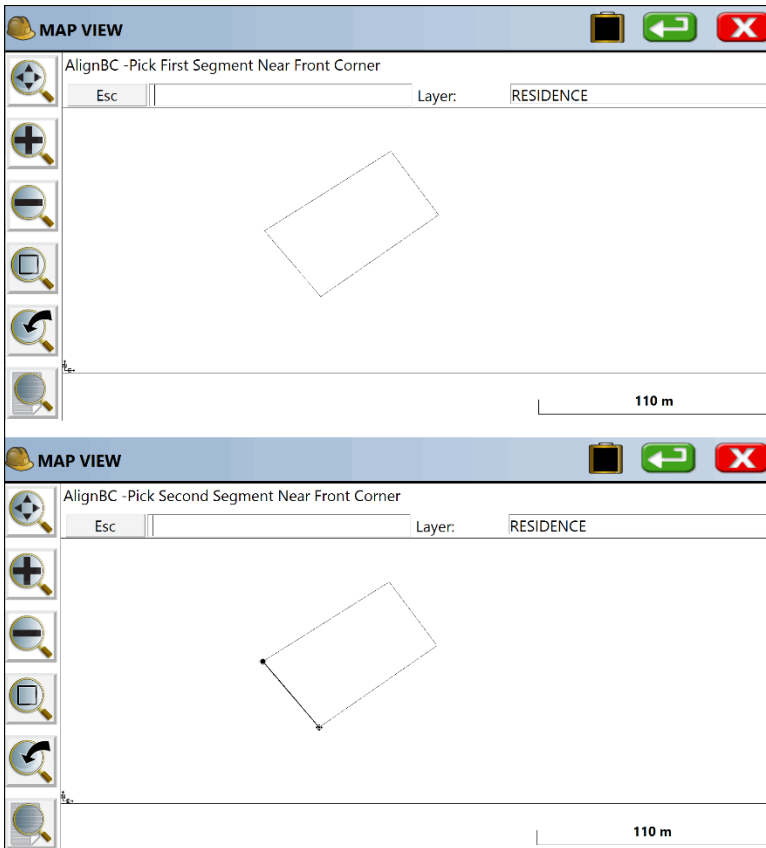 MAP VIEW
AlignBC -Pick First Segment Near Front Corner
Esc Layer: RESIDENCE
110 m
MAP VIEW
AlignBC -Pick Second Segment Near Front Corner
Esc Layer: RESIDENCE
110 m